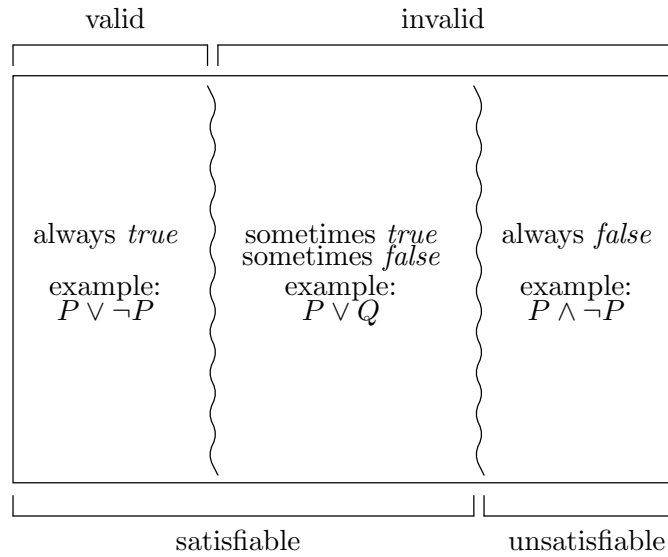 valid
invalid
always true
example:
P ∨ ¬P
sometimes true
sometimes false
example:
P ∨ Q
always false
example:
P ∧ ¬P
satisfiable
unsatisfiable